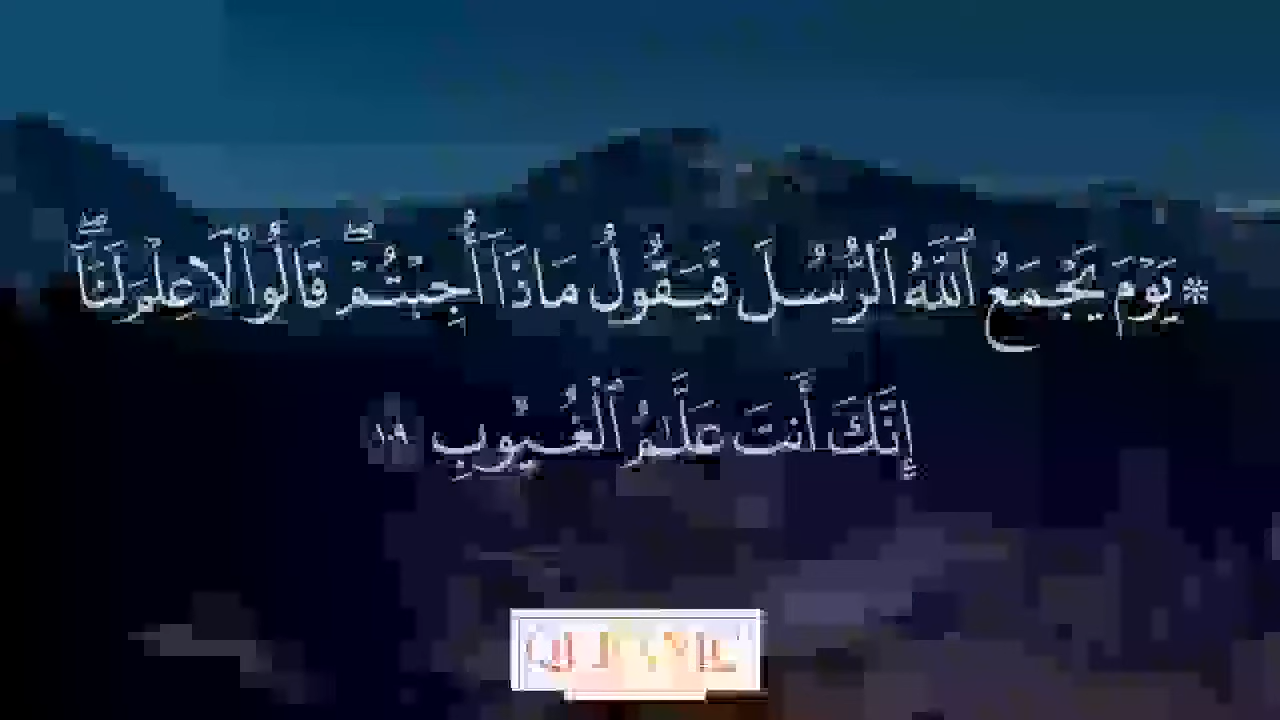 ۞ يَوْمَ يَجْمَعُ ٱللَّهُ ٱلرُّسُلَ فَيَقُولُ مَاذَآ أُجِبْتُمْ ۖ قَالُوا۟ لَا عِلْمَ لَنَآ ۖ
إِنَّكَ أَنتَ عَلَّـٰمُ ٱلْغُيُوبِ ١٠٩